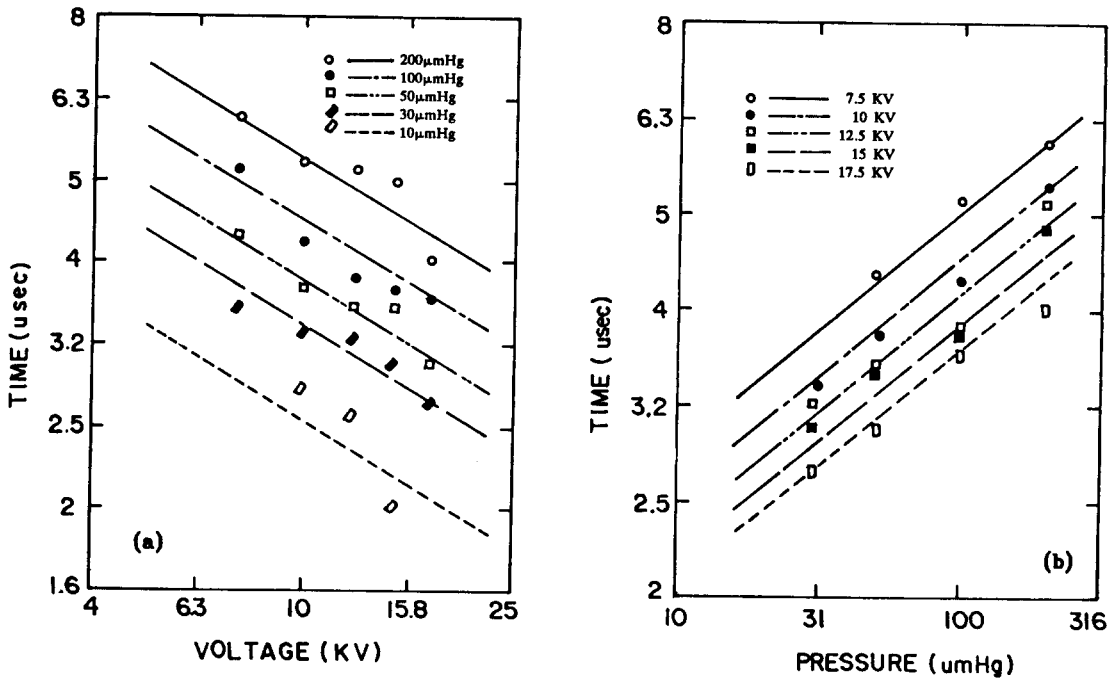 8
6.3
5
4
3.2
2.5
2
1.6
TIME (usec)
200μmHg
100μmHg
50μmHg
30μmHg
10μmHg
(a)
4 6.3 10 15.8 25
VOLTAGE (KV)
8
6.3
5
4
3.2
2.5
2
TIME (usec)
7.5 KV
10 KV
12.5 KV
15 KV
17.5 KV
(b)
10 31 100 316
PRESSURE (umHg)